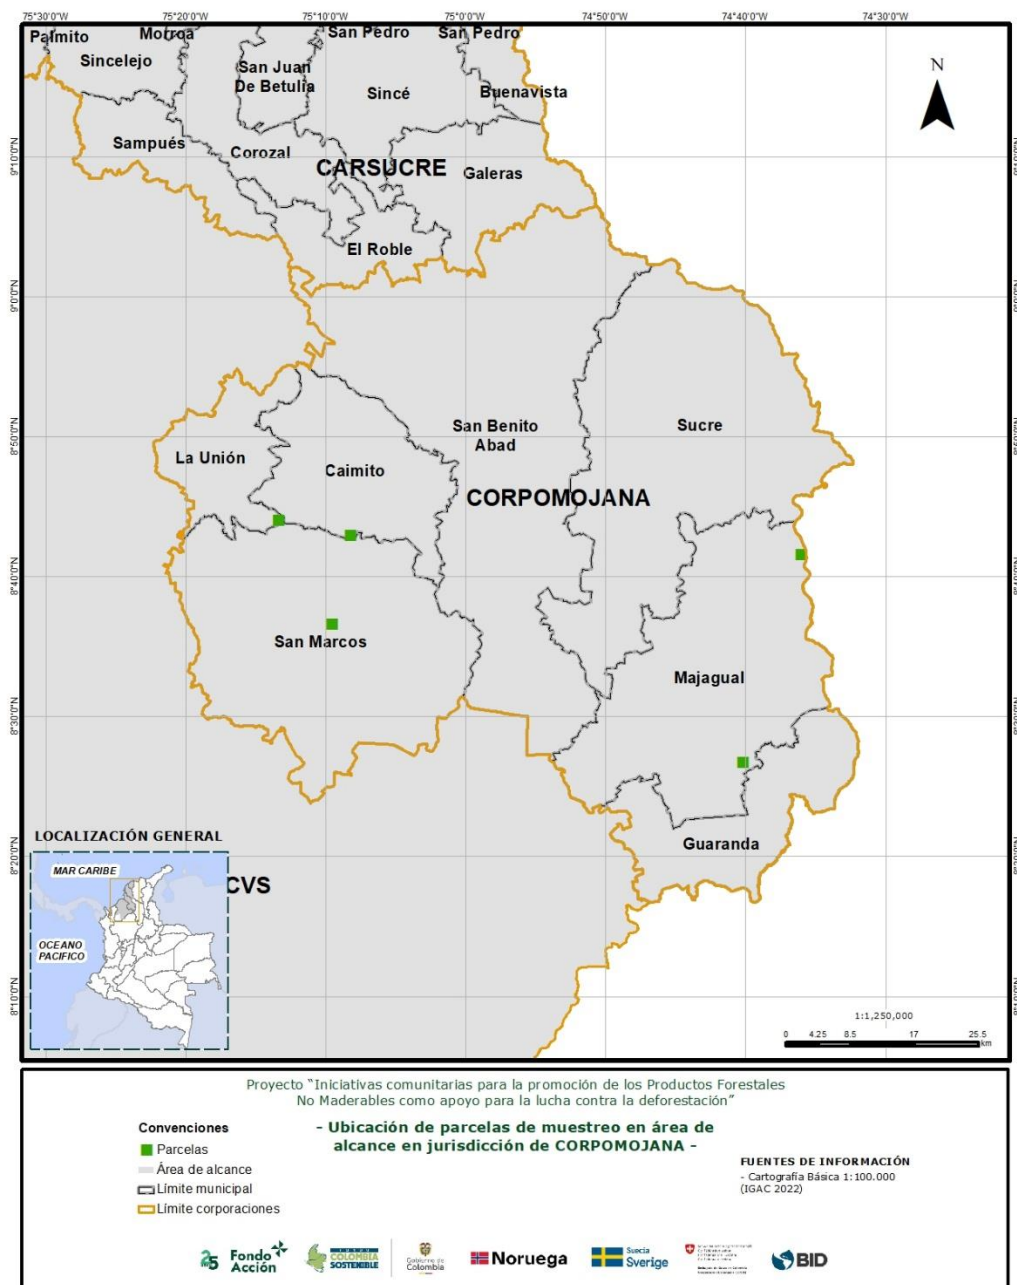 75°30'0"W
75°20'0"W
75°10'0"W
75°0'0"W
74°50'0"W
74°40'0"W
74°30'0"W
Palmito
Morroa
San Pedro
San Pedro
Sincelejo
San Juan
De Betulia
Sincé
Buenavista
N
Sampués
Corozal
CARSUCRE
Galeras
El Roble
9°10'0"N
9°0'0"N
8°50'0"N
8°40'0"N
8°30'0"N
8°20'0"N
8°10'0"N
La Unión
Caimito
San Benito
Abad
Sucre
CORPOMOJANA
San Marcos
Majagual
Guaranda
CVS
LOCALIZACIÓN GENERAL
MAR CARIBE
OCEANO
PACIFICO
1:1,250,000
0 4.25 8.5 17 25.5
km
Proyecto "Iniciativas comunitarias para la promoción de los Productos Forestales
No Maderables como apoyo para la lucha contra la deforestación"
- Ubicación de parcelas de muestreo en área de
alcance en jurisdicción de CORPOMOJANA -
Convenciones
Parcelas
Área de alcance
Límite municipal
Límite corporaciones
FUENTES DE INFORMACIÓN
- Cartografía Básica 1:100.000
(IGAC 2022)
Fondo
Acción
FONDO
COLOMBIA
SOSTENIBLE
Gobierno de
Colombia
Noruega
Suecia
Sverige
BID